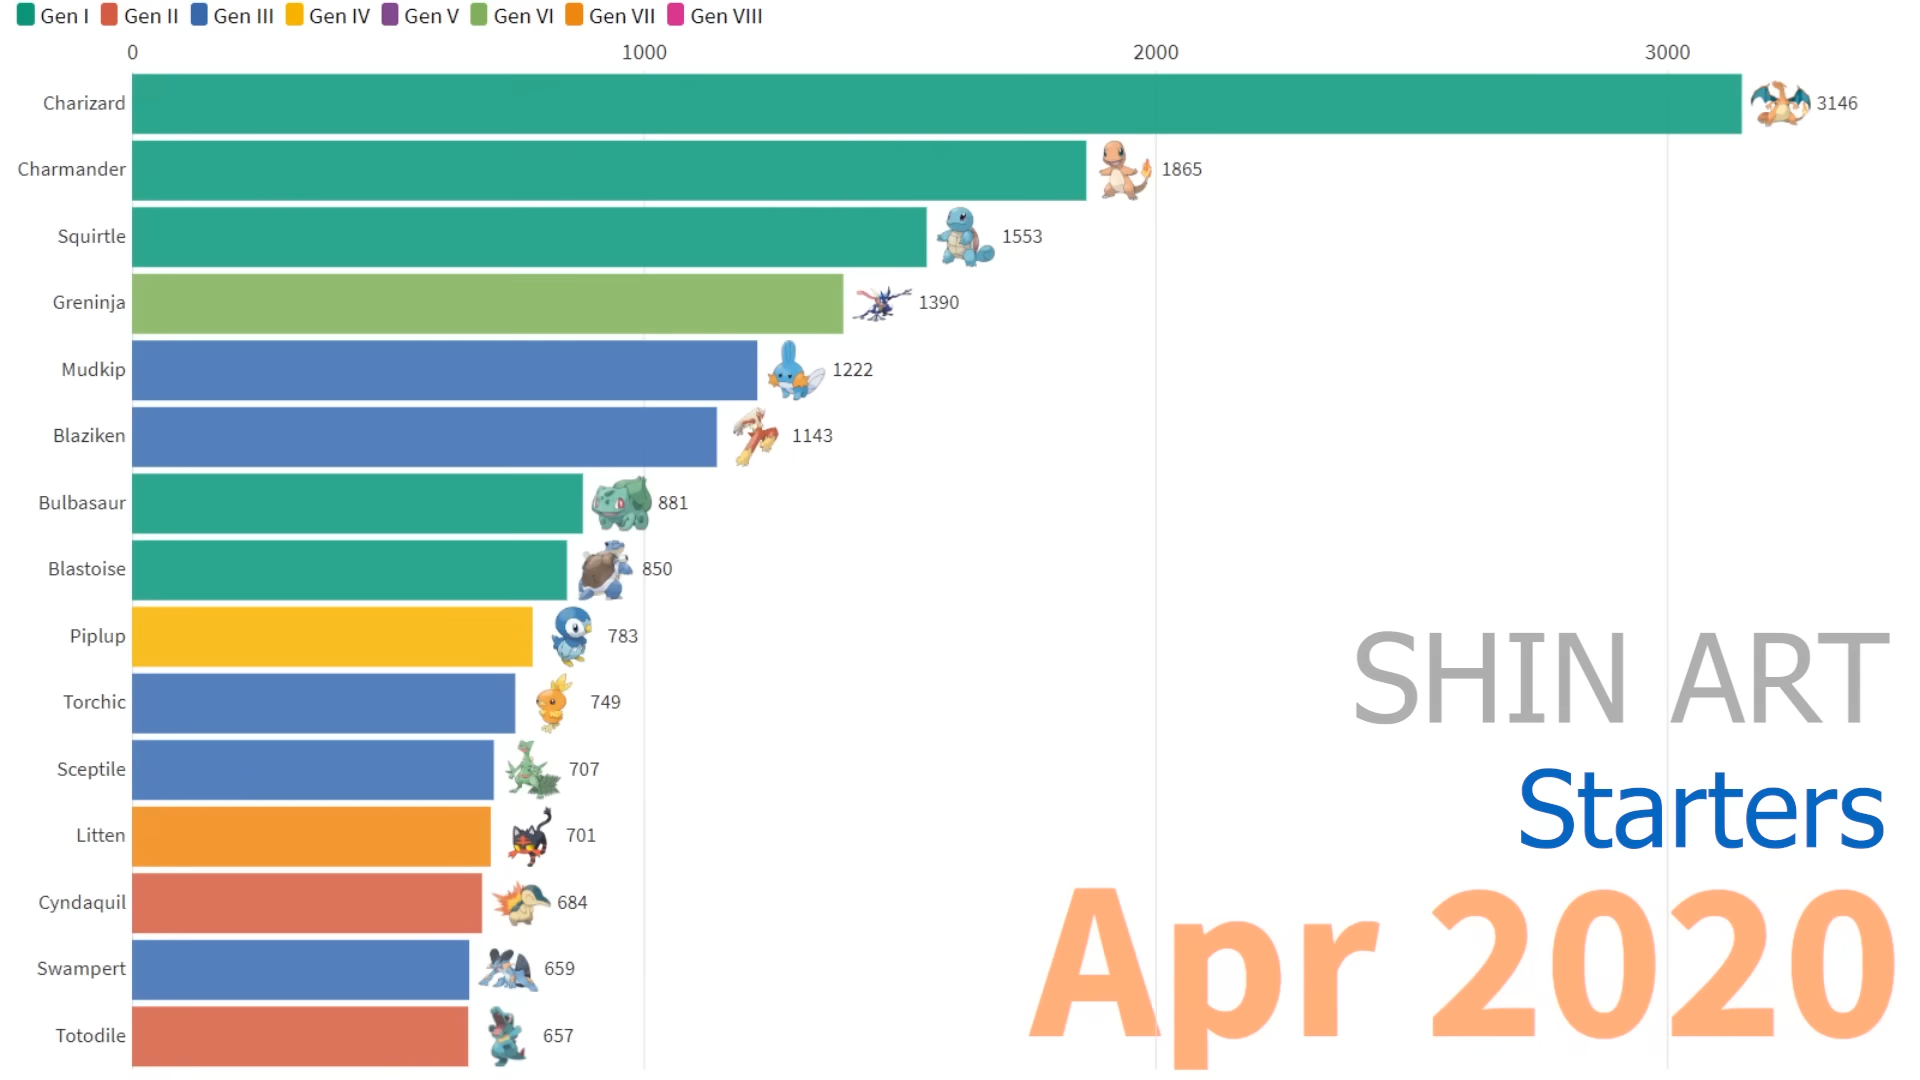 Gen I Gen II Gen III Gen IV Gen V Gen VI Gen VII Gen VIII
0 1000 2000 3000
Charizard 3146
Charmander 1865
Squirtle 1553
Greninja 1390
Mudkip 1222
Blaziken 1143
Bulbasaur 881
Blastoise 850
Piplup 783
Torchic 749
Sceptile 707
Litten 701
Cyndaquil 684
Swampert 659
Totodile 657
SHIN ART
Starters
Apr 2020